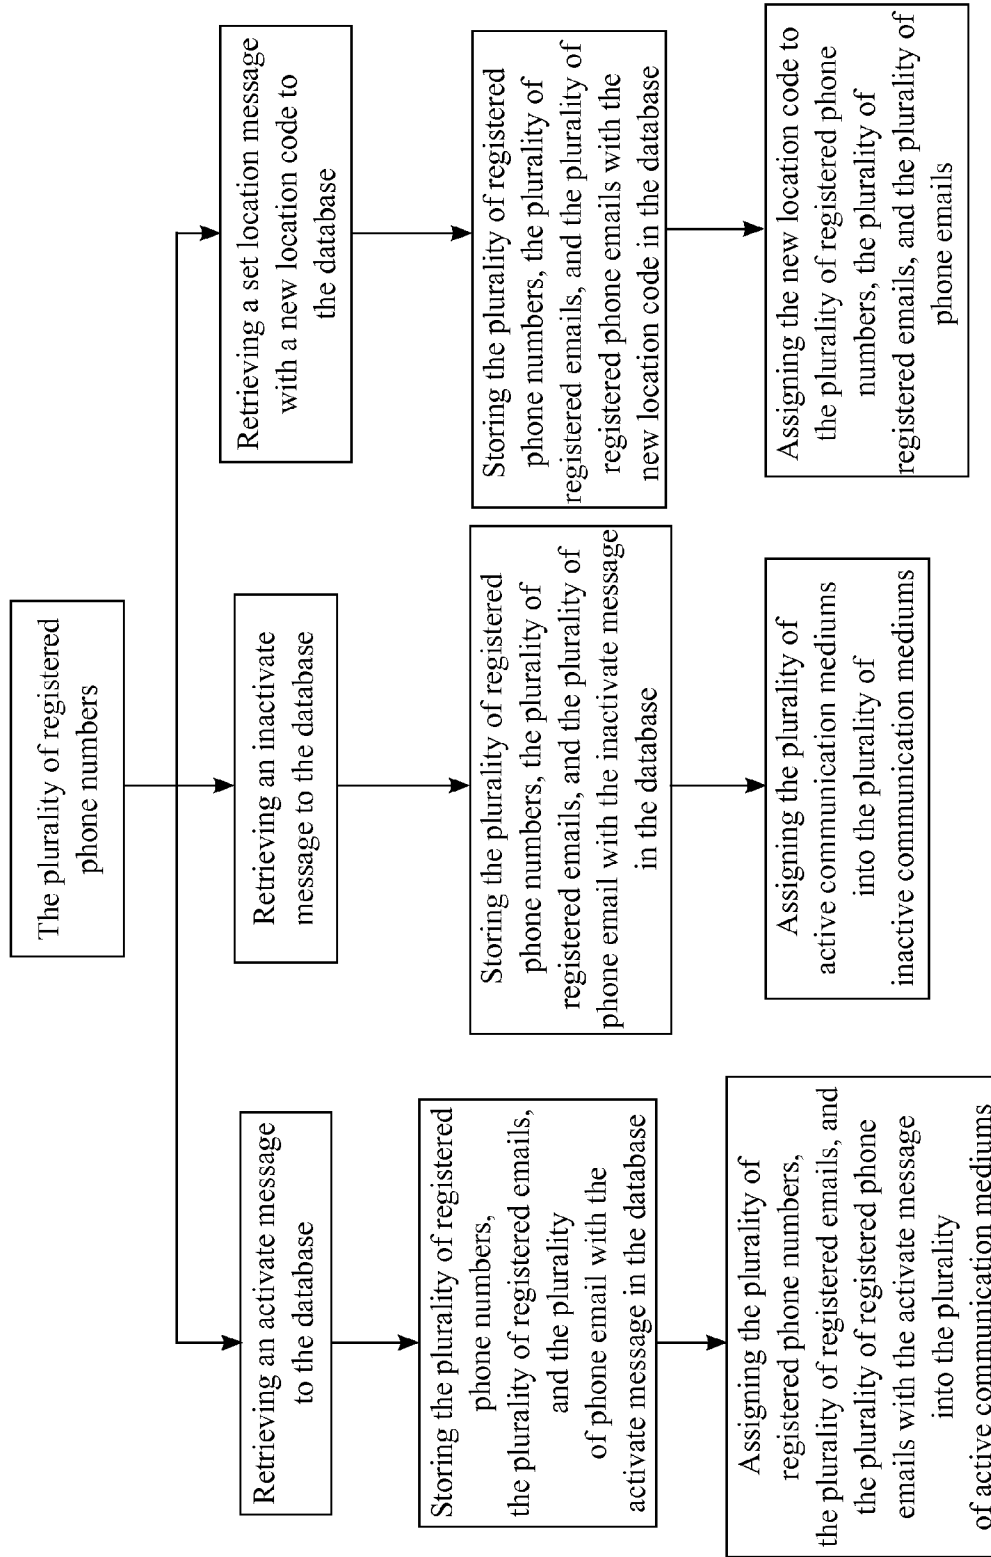 The plurality of registered
phone numbers
Retrieving an activate message
to the database
Storing the plurality of registered
phone numbers,
the plurality of registered emails,
and the plurality
of phone email with the
activate message in the database
Assigning the plurality of
registered phone numbers,
the plurality of registered emails, and
the plurality of registered phone
emails with the activate message
into the plurality
of active communication mediums
Retrieving an inactivate
message to the database
Storing the plurality of registered
phone numbers, the plurality of
registered emails, and the plurality of
phone email with the inactivate message
in the database
Assigning the plurality of
active communication mediums
into the plurality of
inactive communication mediums
Retrieving a set location message
with a new location code to
the database
Storing the plurality of registered
phone numbers, the plurality of
registered emails, and the plurality of
registered phone emails with the
new location code in the database
Assigning the new location code to
the plurality of registered phone
numbers, the plurality of
registered emails, and the plurality of
phone emails